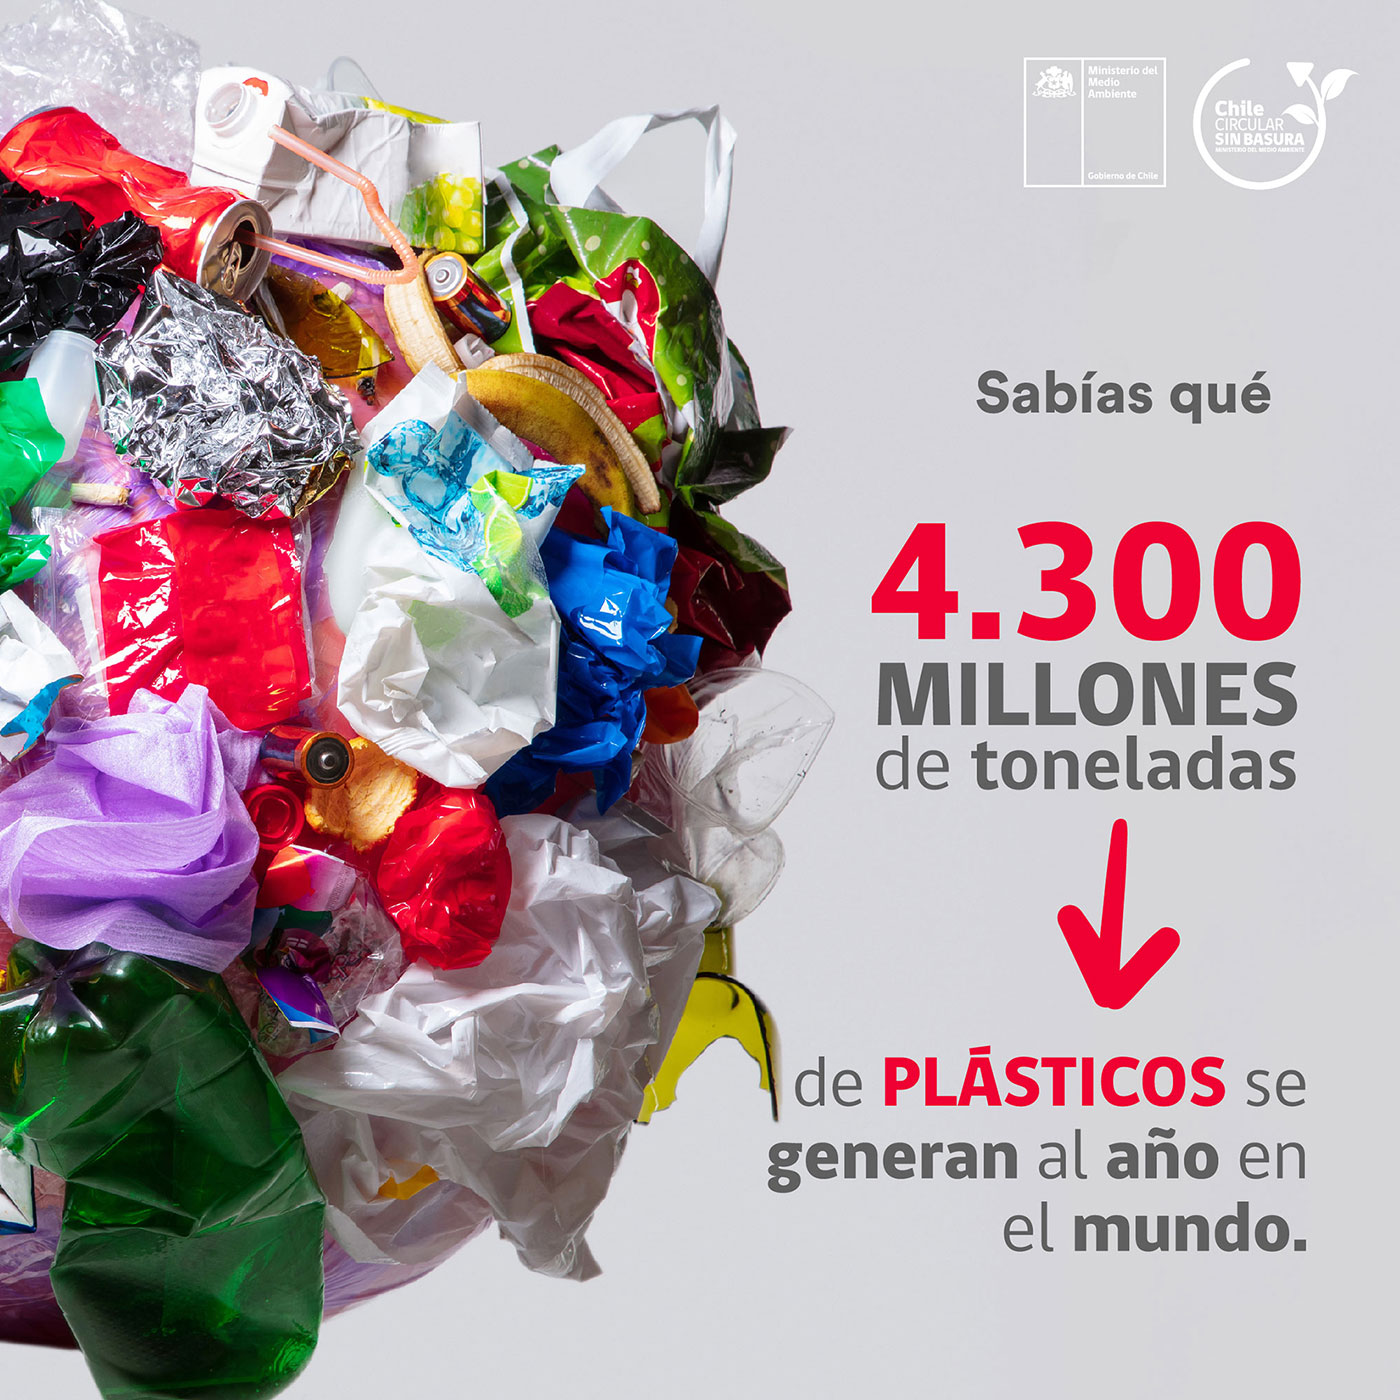 Ministerio del
Medio
Ambiente
Gobierno de Chile
Chile
CIRCULAR
SIN BASURA
MINISTERIO DEL MEDIO AMBIENTE
Sabías qué
4.300
MILLONES
de toneladas
de PLÁSTICOS se
generan al año en
el mundo.